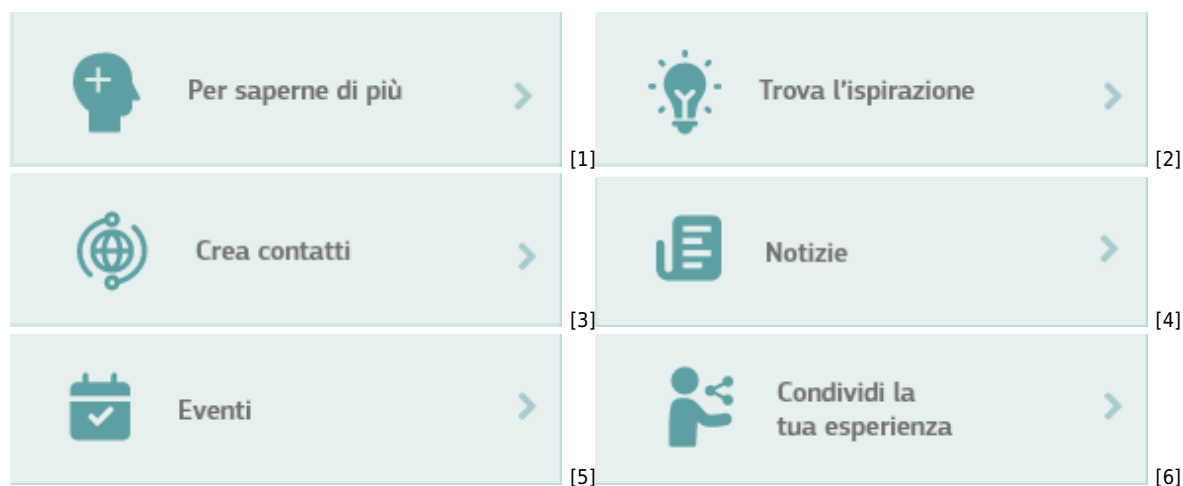 Per saperne di più
[1]
Trova l'ispirazione
[2]
Crea contatti
[3]
Notizie
[4]
Eventi
[5]
Condividi la
tua esperienza
[6]